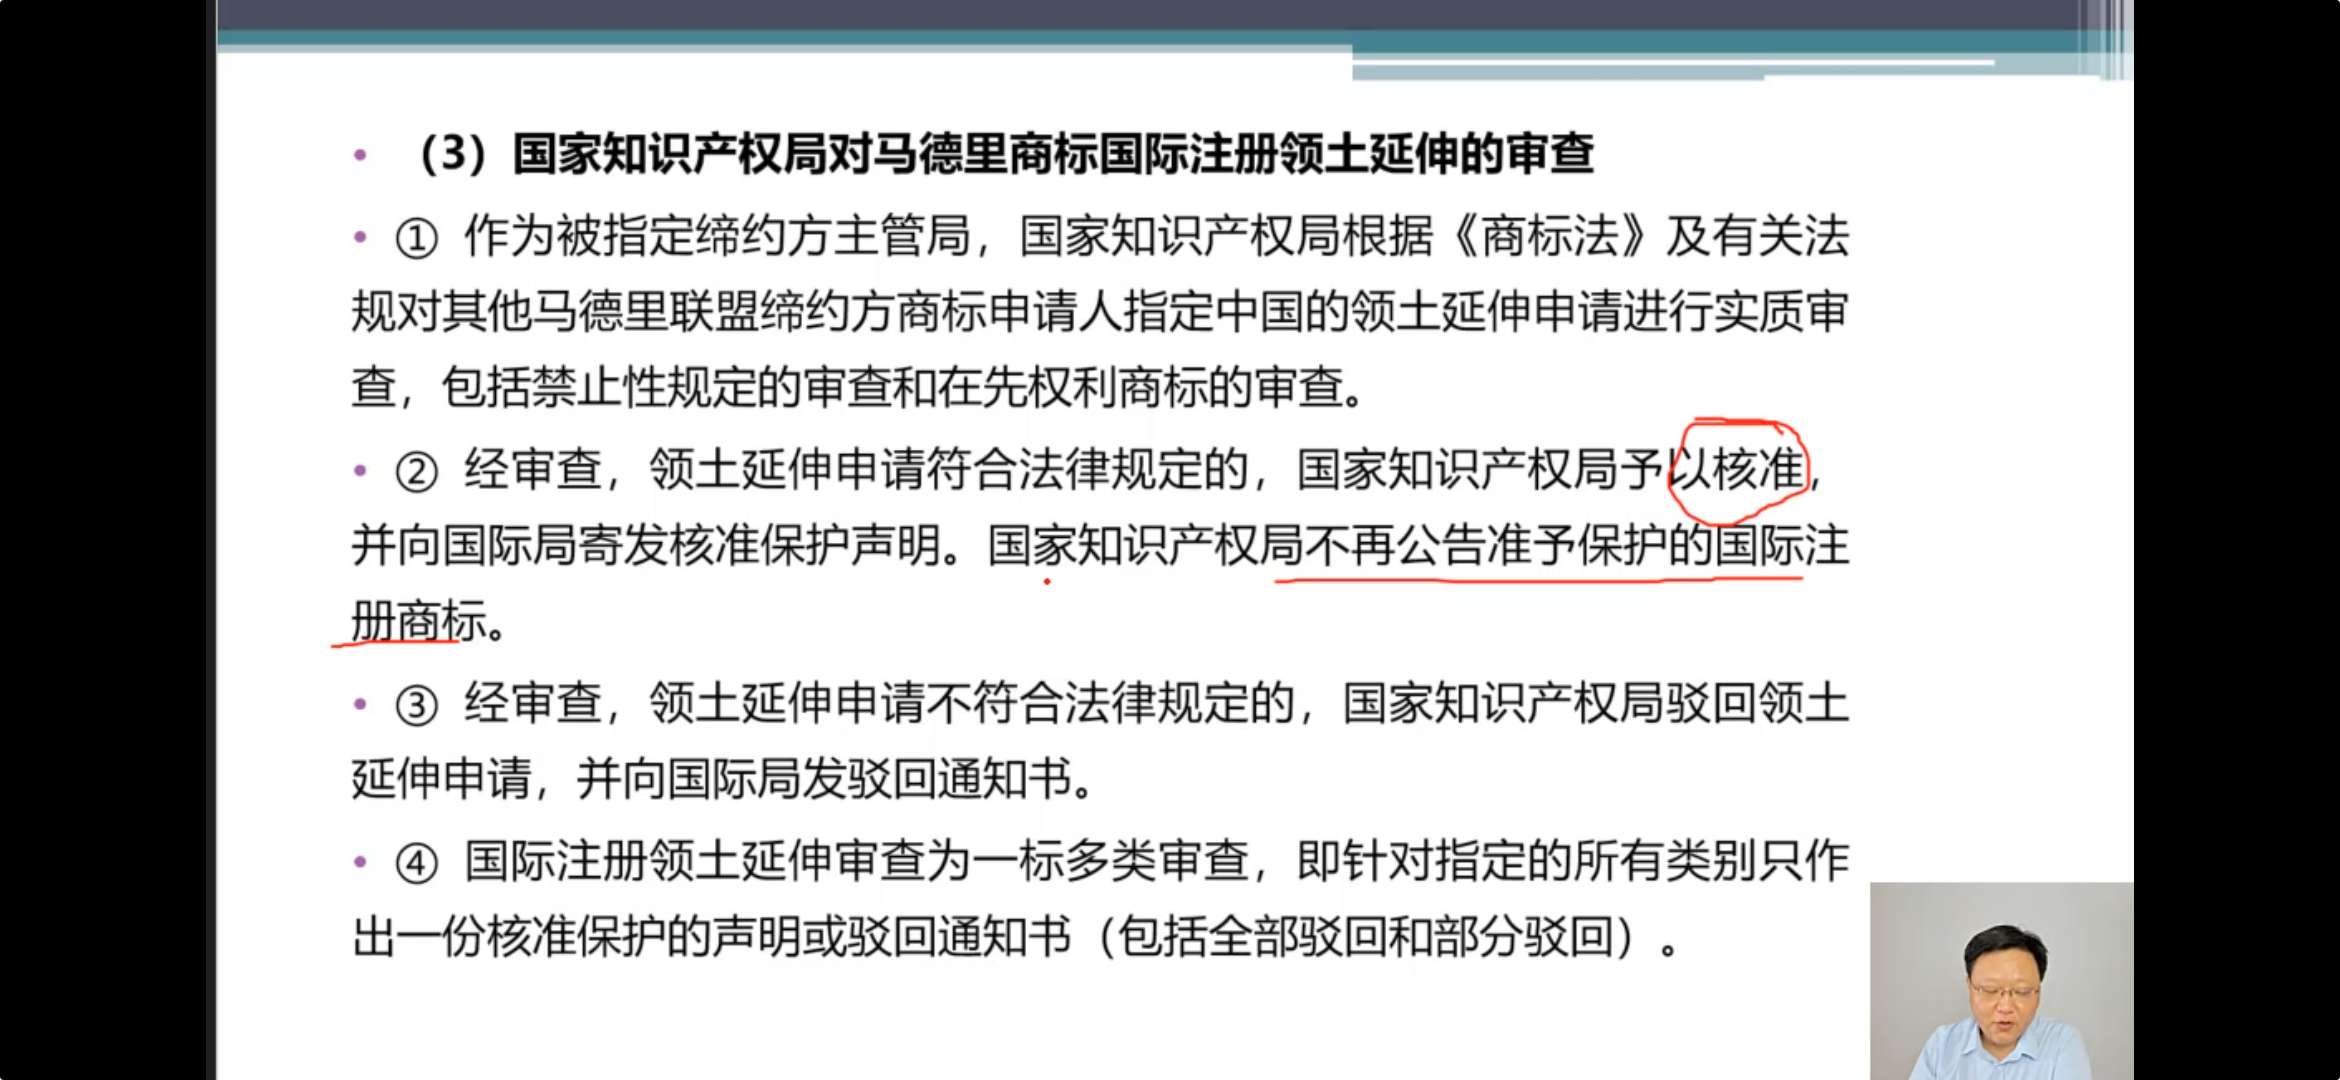 • （3）国家知识产权局对马德里商标国际注册领土延伸的审查
• ① 作为被指定缔约方主管局，国家知识产权局根据《商标法》及有关法
规对其他马德里联盟缔约方商标申请人指定中国的领土延伸申请进行实质审
查，包括禁止性规定的审查和在先权利商标的审查。
• ② 经审查，领土延伸申请符合法律规定的，国家知识产权局予以核准，
并向国际局寄发核准保护声明。国家知识产权局不再公告准予保护的国际注
册商标。
• ③ 经审查，领土延伸申请不符合法律规定的，国家知识产权局驳回领土
延伸申请，并向国际局发驳回通知书。
• ④ 国际注册领土延伸审查为一标多类审查，即针对指定的所有类别只作
出一份核准保护的声明或驳回通知书（包括全部驳回和部分驳回）。